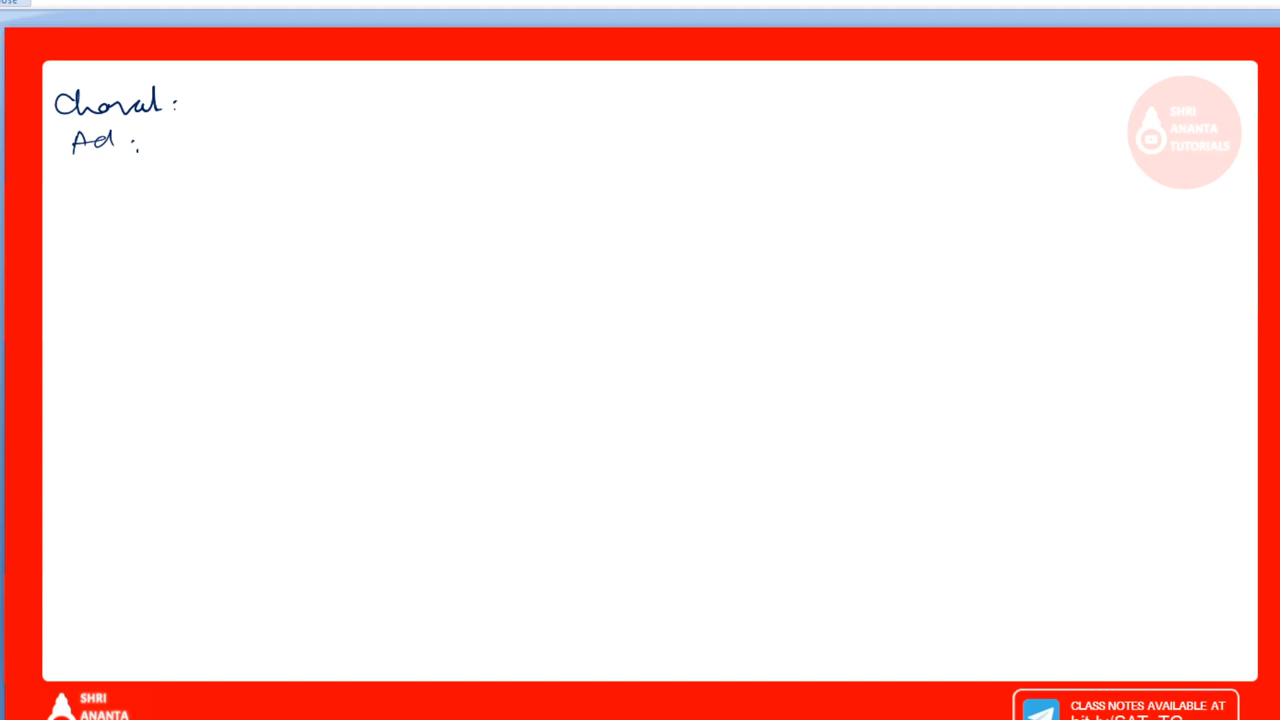 Choral :
Ad :
SHRI
ANANTA
TUTORIALS
SHRI
ANANTA
CLASS NOTES AVAILABLE AT